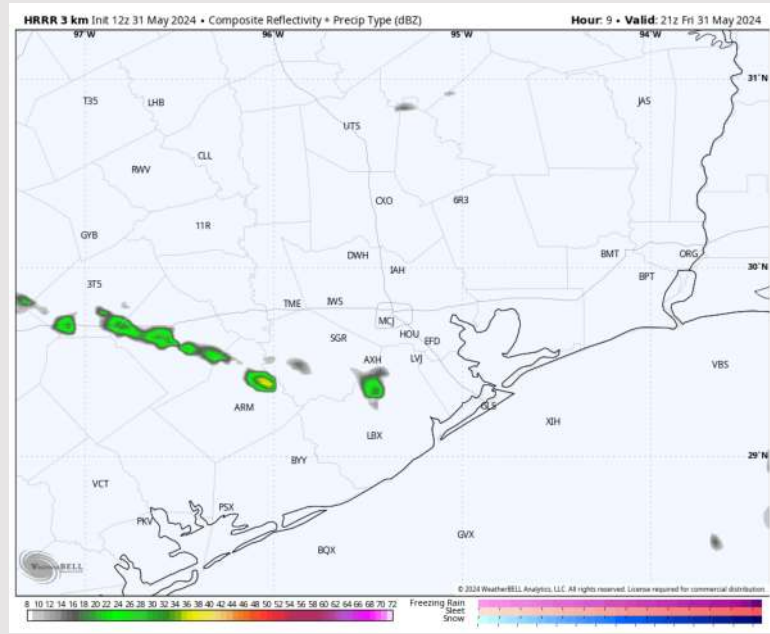 HRRR 3 km Init 12z 31 May 2024 • Composite Reflectivity + Precip Type (dBZ) Hour: 9 • Valid: 21z Fri 31 May 2024
97°W 96°W 95°W 94°W
31°N
T35 LHB JAS
UTS
CLL
RWV
CXO 6R3
11R
GYB
DWH BMT ORG
IAH 30°N
BPT
3T5
TME IWS
MCJ
SGR HOU EFD
AXH LVJ
VBS
ARM GLS
XIH
LBX
BYY 29°N
VCT
PSX
PKV
GVX
BQX
WeatherBELL
© 2024 WeatherBELL Analytics, LLC. All rights reserved. License required for commercial distribution.
8 10 12 14 16 18 20 22 24 26 28 30 32 34 36 38 40 42 44 46 48 50 52 54 56 58 60 62 64 66 68 70 72
Freezing Rain
Sleet
Snow